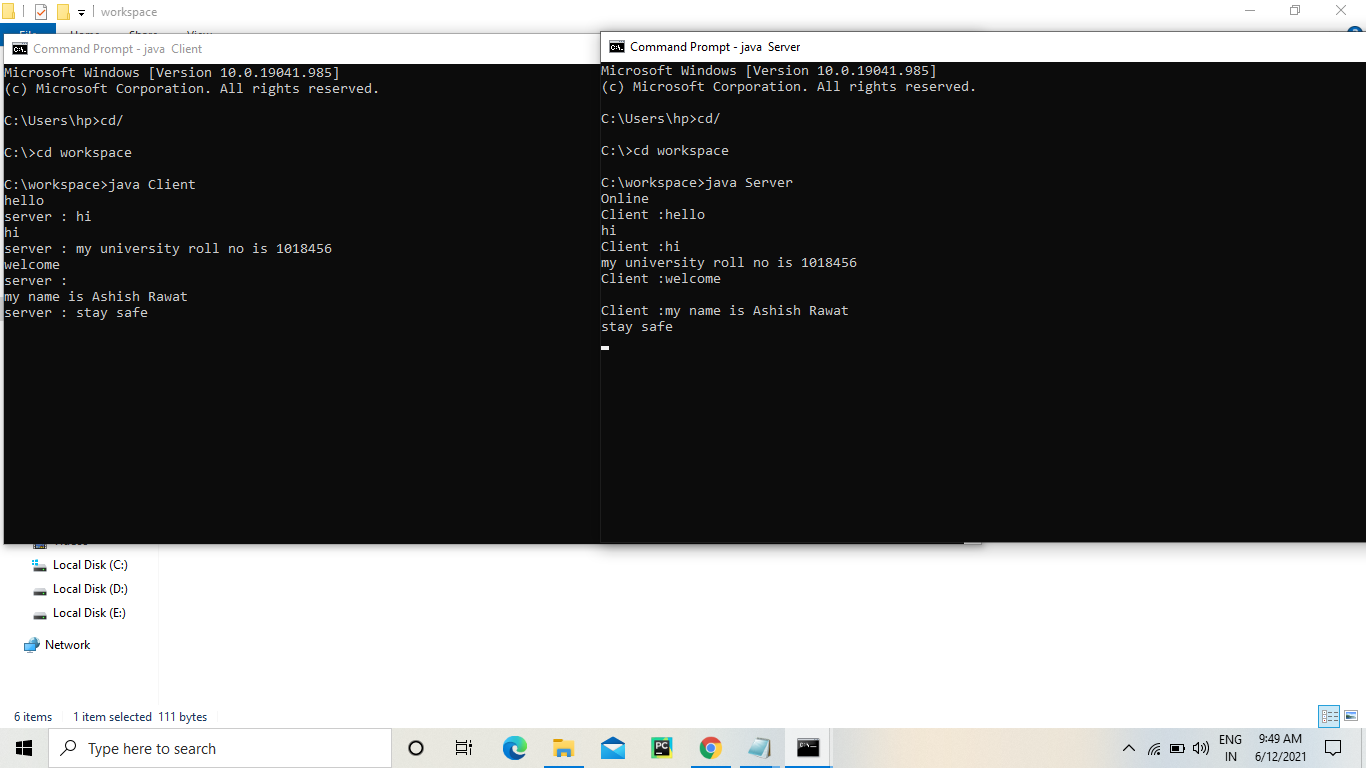 workspace
File Home Share View
Command Prompt - java  Client
Microsoft Windows [Version 10.0.19041.985]
(c) Microsoft Corporation. All rights reserved.
C:\Users\hp>cd/
C:\>cd workspace
C:\workspace>java Client
hello
server : hi
hi
server : my university roll no is 1018456
welcome
server :
my name is Ashish Rawat
server : stay safe
Command Prompt - java  Server
Microsoft Windows [Version 10.0.19041.985]
(c) Microsoft Corporation. All rights reserved.
C:\Users\hp>cd/
C:\>cd workspace
C:\workspace>java Server
Online
Client :hello
hi
Client :hi
my university roll no is 1018456
Client :welcome
Client :my name is Ashish Rawat
stay safe
Videos
Local Disk (C:)
Local Disk (D:)
Local Disk (E:)
Network
6 items 1 item selected 111 bytes
Type here to search
PC
ENG
IN
9:49 AM
6/12/2021